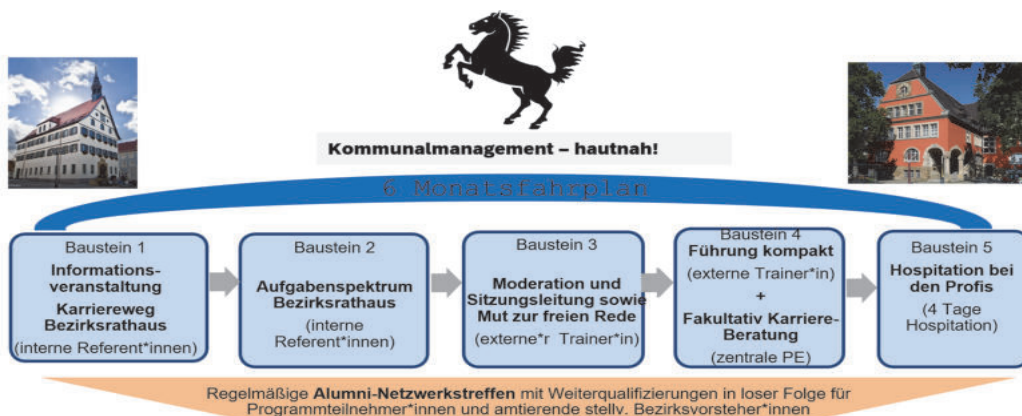 Kommunalmanagement – hautnah!
6 Monatsfahrplan
Baustein 1
Informations-
veranstaltung
Karriereweg
Bezirksrathaus
(interne Referent*innen)
Baustein 2
Aufgabenspektrum
Bezirksrathaus
(interne
Referent*innen)
Baustein 3
Moderation und
Sitzungsleitung sowie
Mut zur freien Rede
(externe*r Trainer*in)
Baustein 4
Führung kompakt
(externe Trainer*in)
+
Fakultativ Karriere-
Beratung
(zentrale PE)
Baustein 5
Hospitation bei
den Profis
(4 Tage
Hospitation)
Regelmäßige Alumni-Netzwerktreffen mit Weiterqualifizierungen in loser Folge für
Programmteilnehmer*innen und amtierende stellv. Bezirksvorsteher*innen